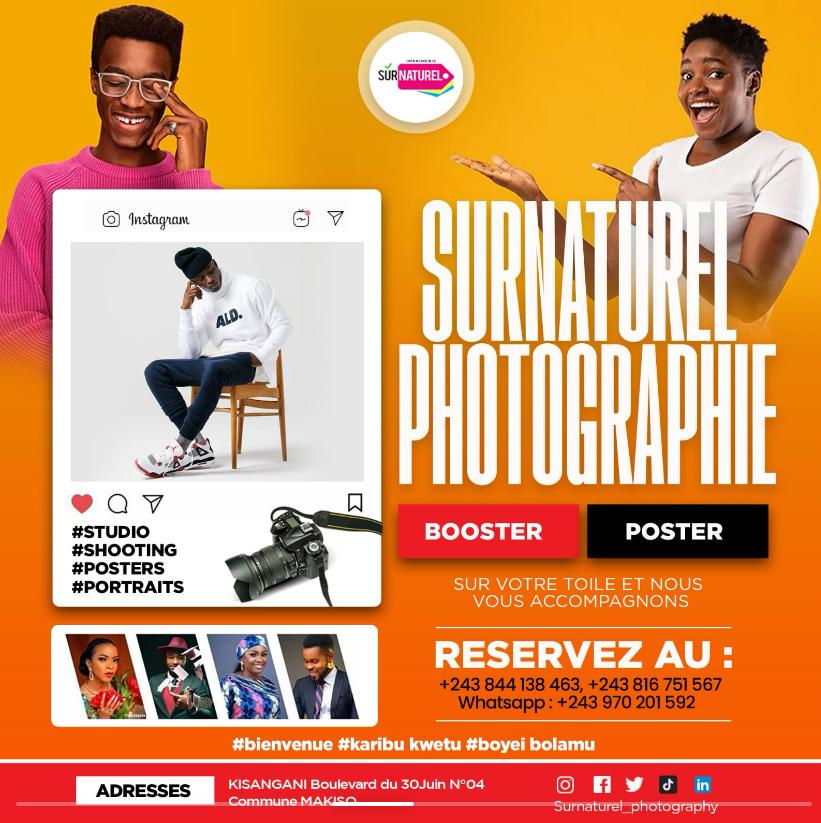 SURNATUREL
Instagram
ALD.
SURNATUREL
PHOTOGRAPHIE
#STUDIO
#SHOOTING
#POSTERS
#PORTRAITS
BOOSTER
POSTER
SUR VOTRE TOILE ET NOUS
VOUS ACCOMPAGNONS
RESERVEZ AU :
+243 844 138 463, +243 816 751 567
Whatsapp : +243 970 201 592
#bienvenue #karibu kwetu #boyei bolamu
ADRESSES
KISANGANI Boulevard du 30Juin N°04
Commune MAKISO
Surnaturel_photography